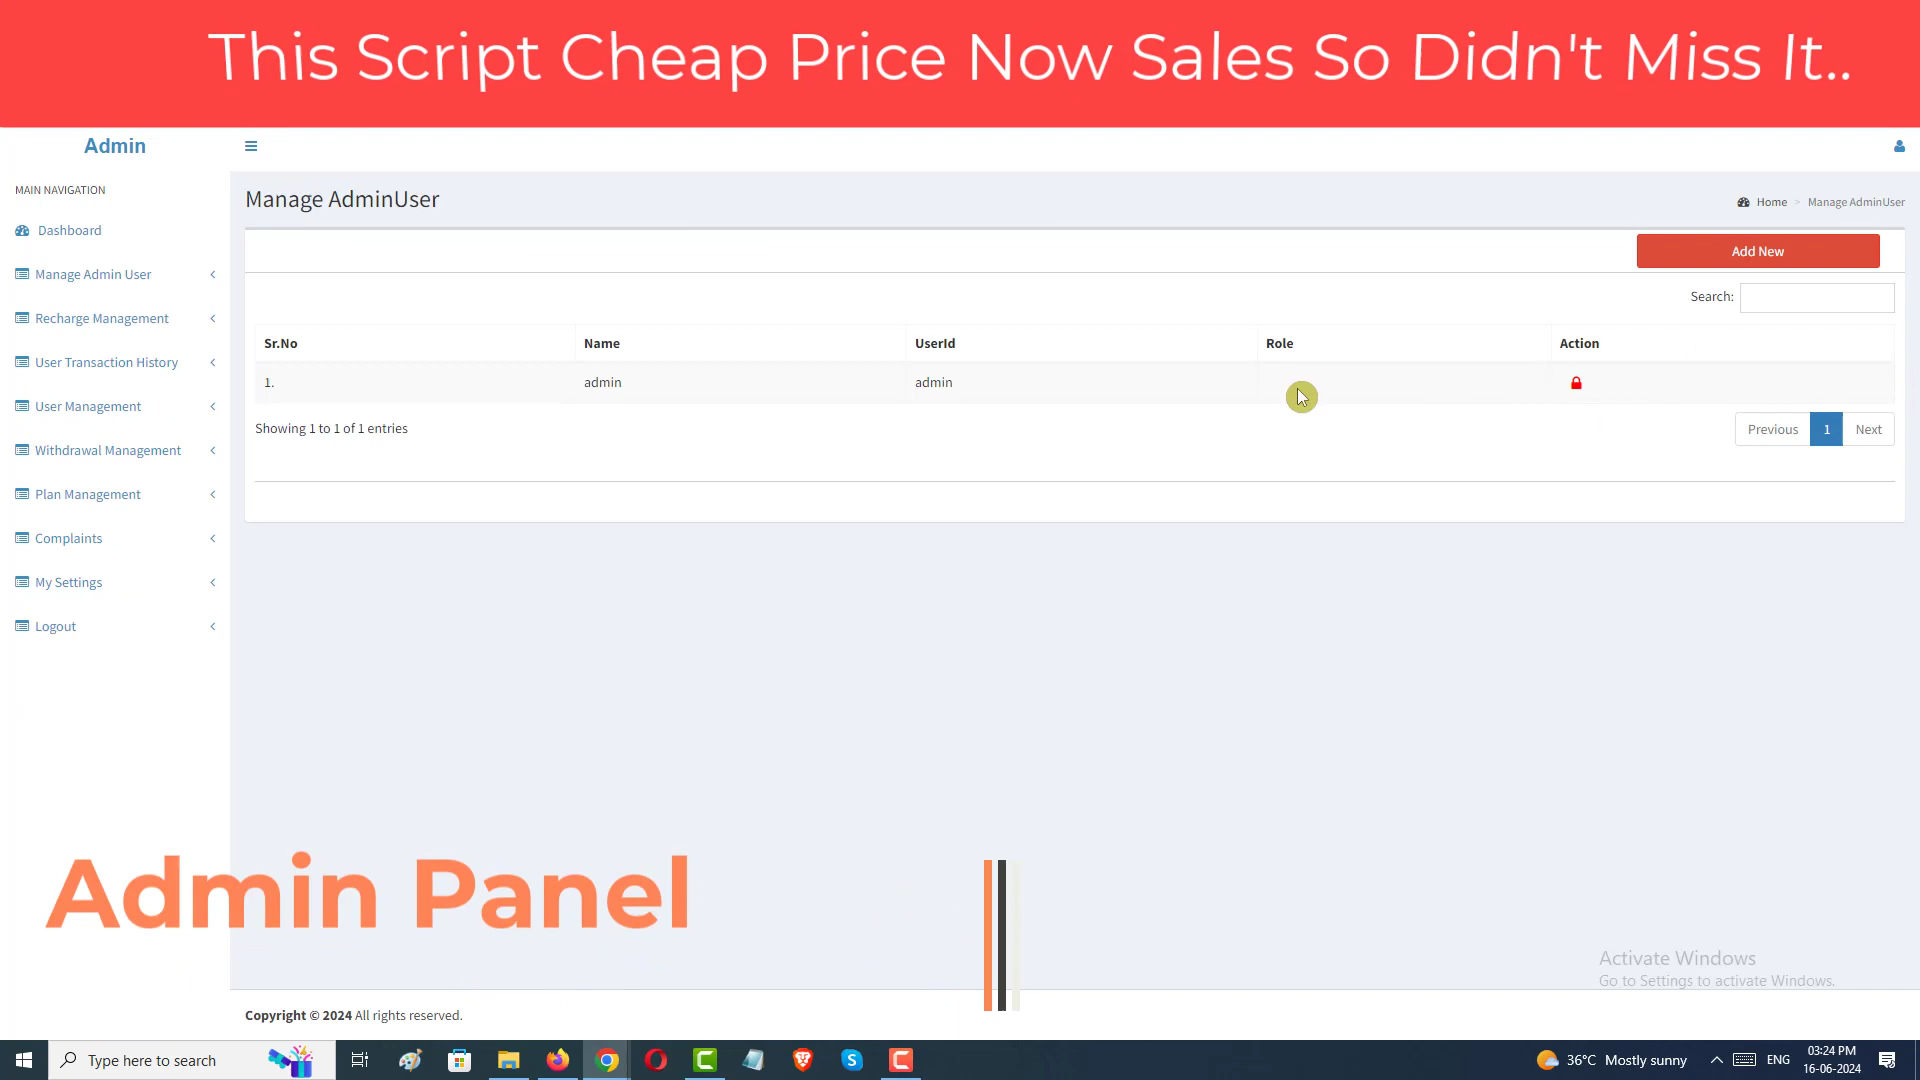 This Script Cheap Price Now Sales So Didn't Miss It..
Admin
MAIN NAVIGATION
Dashboard
Manage Admin User
Recharge Management
User Transaction History
User Management
Withdrawal Management
Plan Management
Complaints
My Settings
Logout
Manage AdminUser
Home > Manage AdminUser
Add New
Search:
Sr.No Name UserId Role Action
1. admin admin
Showing 1 to 1 of 1 entries
Previous 1 Next
Admin Panel
Activate Windows
Go to Settings to activate Windows.
Copyright © 2024 All rights reserved.
Type here to search
36°C Mostly sunny
ENG
03:24 PM
16-06-2024